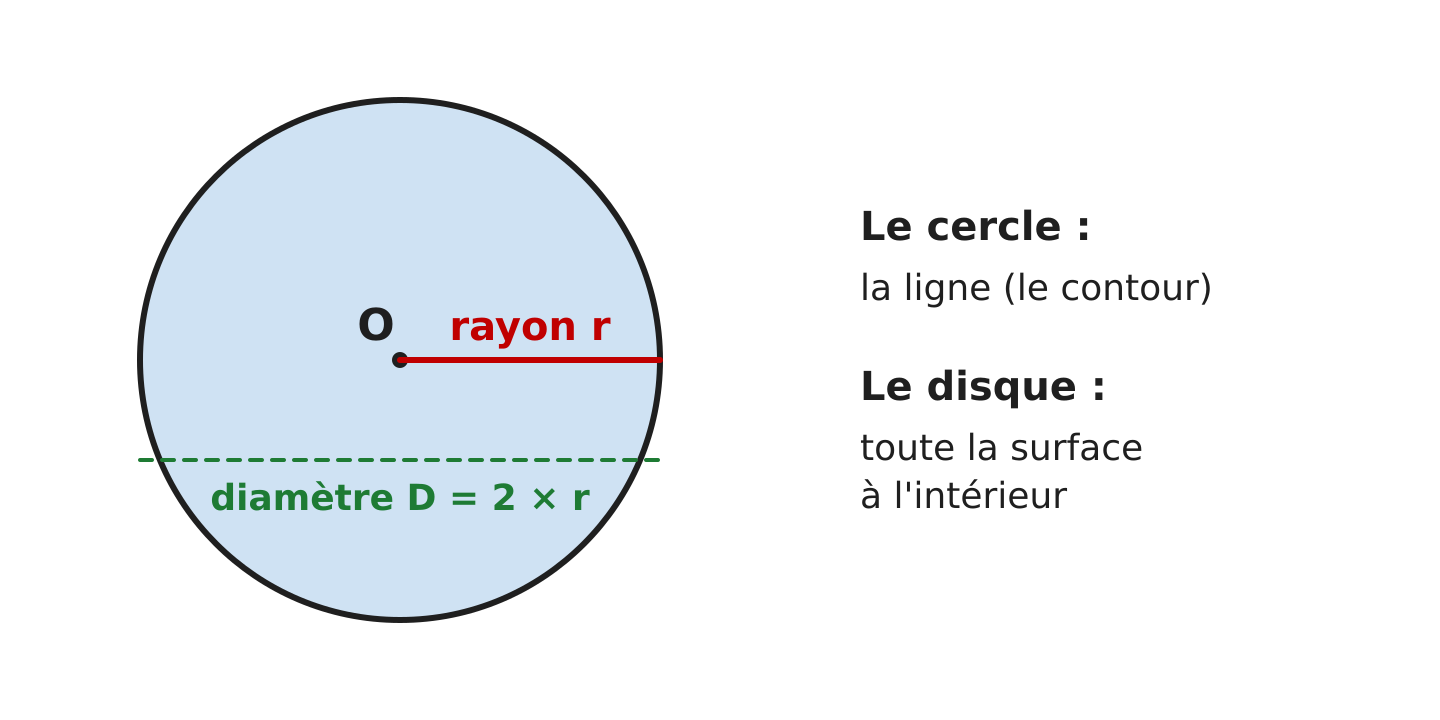 O
rayon r
diamètre D = 2 × r
Le cercle :
la ligne (le contour)
Le disque :
toute la surface
à l'intérieur